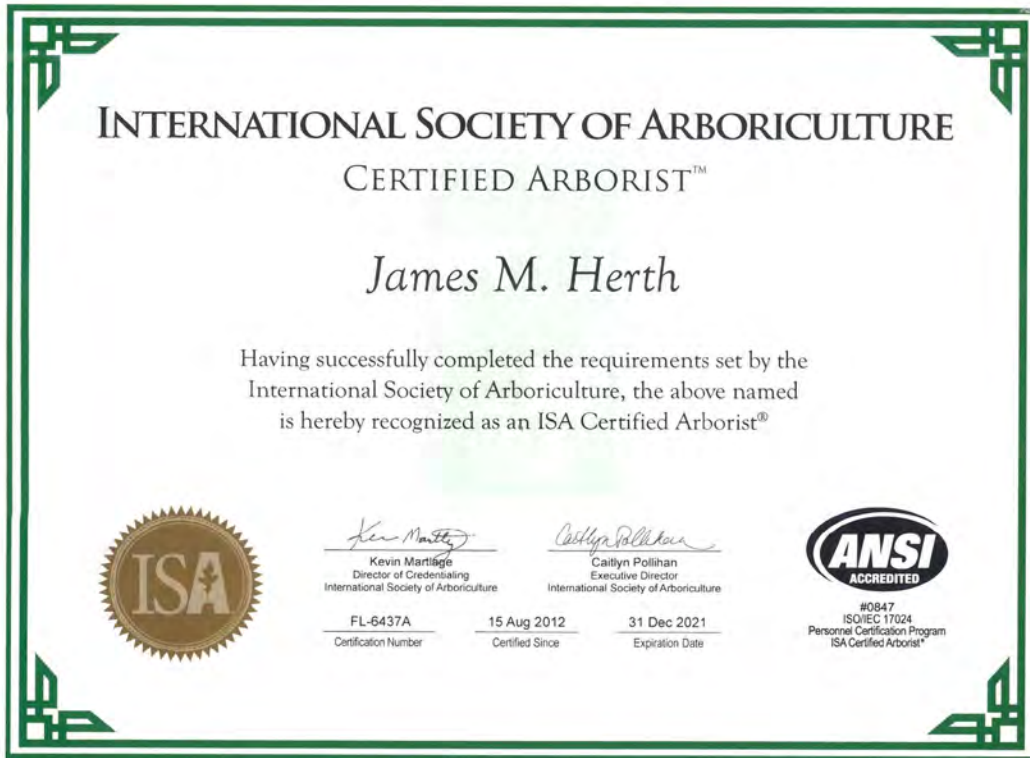 INTERNATIONAL SOCIETY OF ARBORICULTURE
CERTIFIED ARBORIST™
James M. Herth
Having successfully completed the requirements set by the
International Society of Arboriculture, the above named
is hereby recognized as an ISA Certified Arborist®
ISA
Kevin Martlage
Director of Credentialing
International Society of Arboriculture
Caitlyn Pollihan
Executive Director
International Society of Arboriculture
FL-6437A
Certification Number
15 Aug 2012
Certified Since
31 Dec 2021
Expiration Date
ANSI
ACCREDITED
#0847
ISO/IEC 17024
Personnel Certification Program
ISA Certified Arborist®